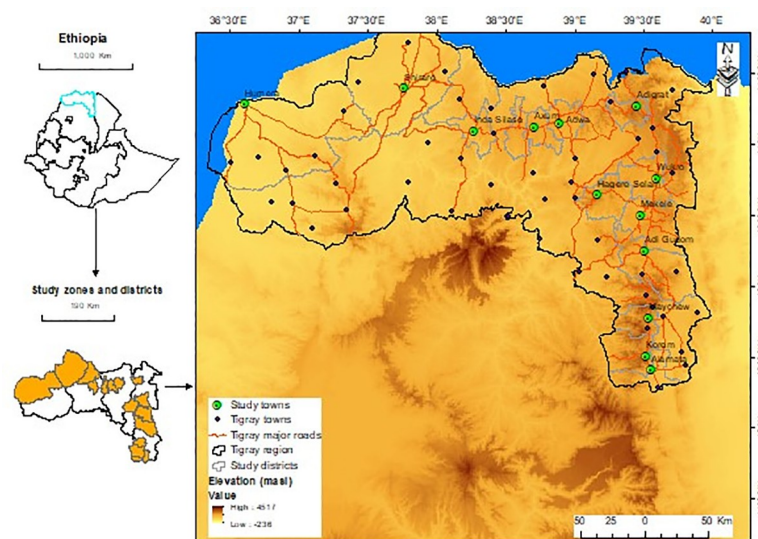 Ethiopia
1,000 Km
Study zones and districts
190 Km
36°30'E 37°E 37°30'E 38°E 38°30'E 39°E 39°30'E 40°E
N
Humera
Shiraro
Adigrat
Inda Silase
Axum
Adwa
Wukro
Hagere Selam
Mekele
Adi Gudom
Maychew
Korem
Alamata
Study towns
Tigray towns
Tigray major roads
Tigray region
Study districts
Elevation (masl)
Value
High : 4517
Low : -236
50 25 0 50 Km